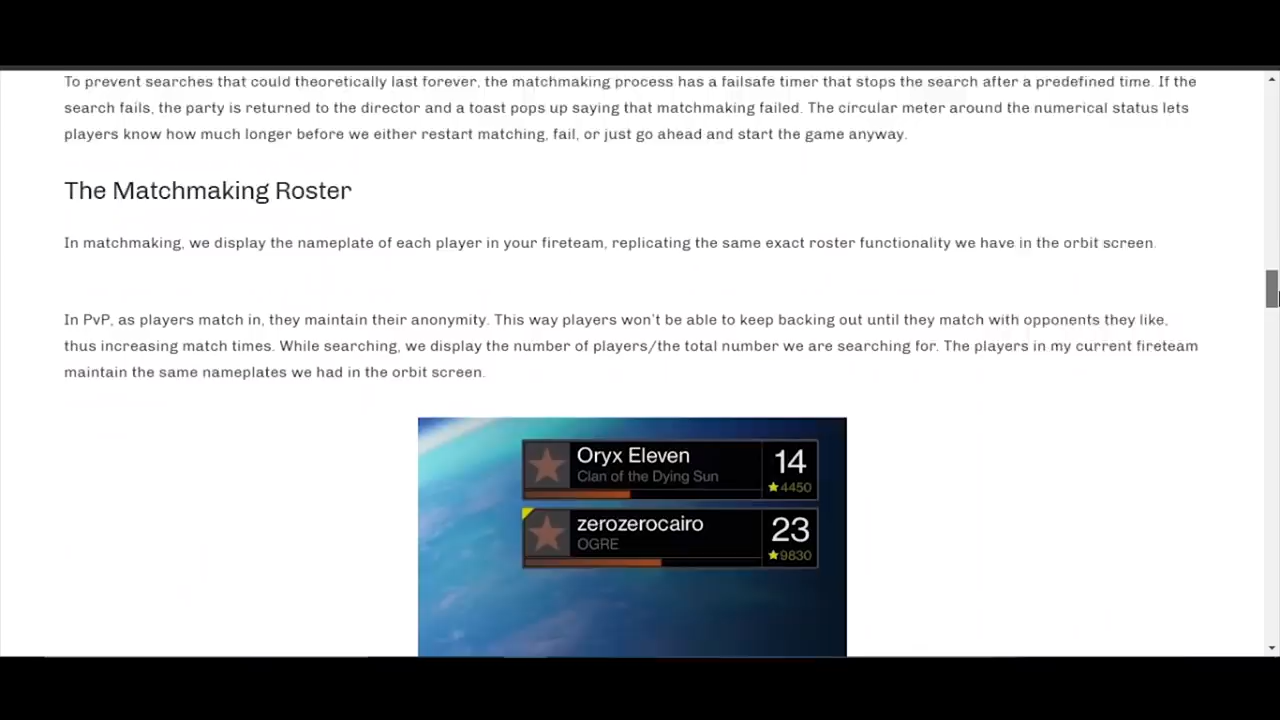 To prevent searches that could theoretically last forever, the matchmaking process has a failsafe timer that stops the search after a predefined time. If the
search fails, the party is returned to the director and a toast pops up saying that matchmaking failed. The circular meter around the numerical status lets
players know how much longer before we either restart matching, fail, or just go ahead and start the game anyway.
The Matchmaking Roster
In matchmaking, we display the nameplate of each player in your fireteam, replicating the same exact roster functionality we have in the orbit screen.
In PvP, as players match in, they maintain their anonymity. This way players won't be able to keep backing out until they match with opponents they like,
thus increasing match times. While searching, we display the number of players/the total number we are searching for. The players in my current fireteam
maintain the same nameplates we had in the orbit screen.
Oryx Eleven
Clan of the Dying Sun
14
★4450
zerozerocairo
OGRE
23
★9830